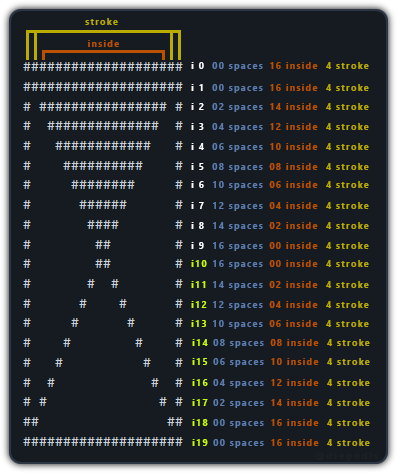 stroke
inside
#################### i 0 00 spaces 16 inside 4 stroke
#################### i 1 00 spaces 16 inside 4 stroke
# ################ # i 2 02 spaces 14 inside 4 stroke
#  ##############  # i 3 04 spaces 12 inside 4 stroke
#   ############   # i 4 06 spaces 10 inside 4 stroke
#    ##########    # i 5 08 spaces 08 inside 4 stroke
#     ########     # i 6 10 spaces 06 inside 4 stroke
#      ######      # i 7 12 spaces 04 inside 4 stroke
#       ####       # i 8 14 spaces 02 inside 4 stroke
#        ##        # i 9 16 spaces 00 inside 4 stroke
#        ##        # i10 16 spaces 00 inside 4 stroke
#       #  #       # i11 14 spaces 02 inside 4 stroke
#      #    #      # i12 12 spaces 04 inside 4 stroke
#     #      #     # i13 10 spaces 06 inside 4 stroke
#    #        #    # i14 08 spaces 08 inside 4 stroke
#   #          #   # i15 06 spaces 10 inside 4 stroke
#  #            #  # i16 04 spaces 12 inside 4 stroke
# #              # # i17 02 spaces 14 inside 4 stroke
##                ## i18 00 spaces 16 inside 4 stroke
#################### i19 00 spaces 16 inside 4 stroke